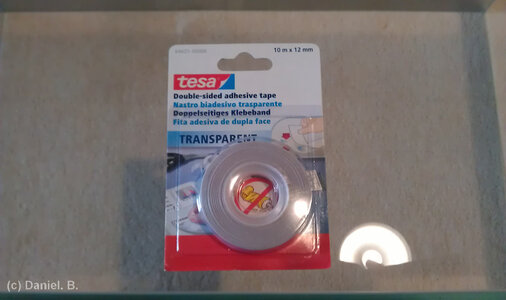 10 m x 12 mm
tesa
Double-sided adhesive tape
Nastro biadesivo trasparente
Doppelseitiges Klebeband
Fita adesiva de dupla face
TRANSPARENT
(c) Daniel. B.